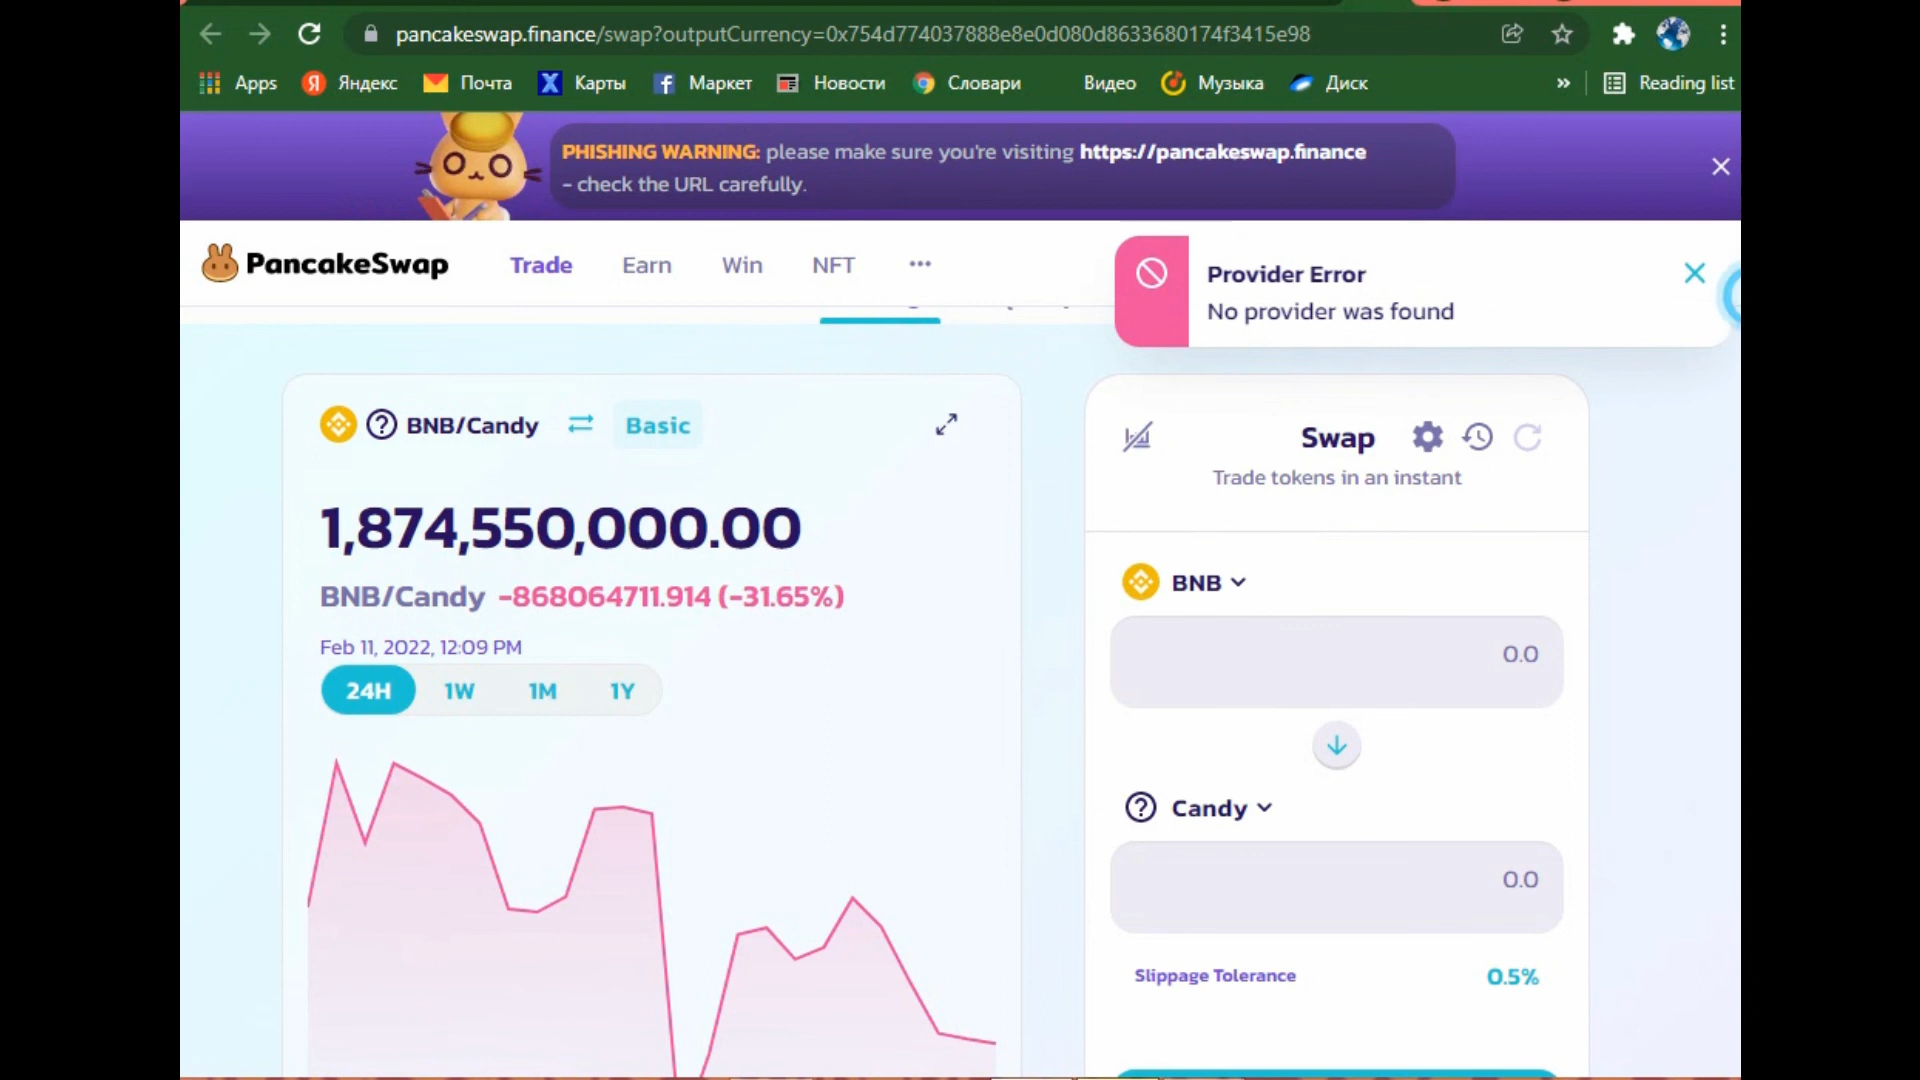 pancakeswap.finance/swap?outputCurrency=0x754d774037888e8e0d080d8633680174f3415e98
Apps Яндекс Почта Карты Маркет Новости Словари Видео Музыка Диск » Reading list
PHISHING WARNING: please make sure you're visiting https://pancakeswap.finance
- check the URL carefully.
PancakeSwap Trade Earn Win NFT ...
Provider Error
No provider was found
BNB/Candy Basic
1,874,550,000.00
BNB/Candy -868064711.914 (-31.65%)
Feb 11, 2022, 12:09 PM
24H 1W 1M 1Y
Swap
Trade tokens in an instant
BNB
0.0
Candy
0.0
Slippage Tolerance 0.5%